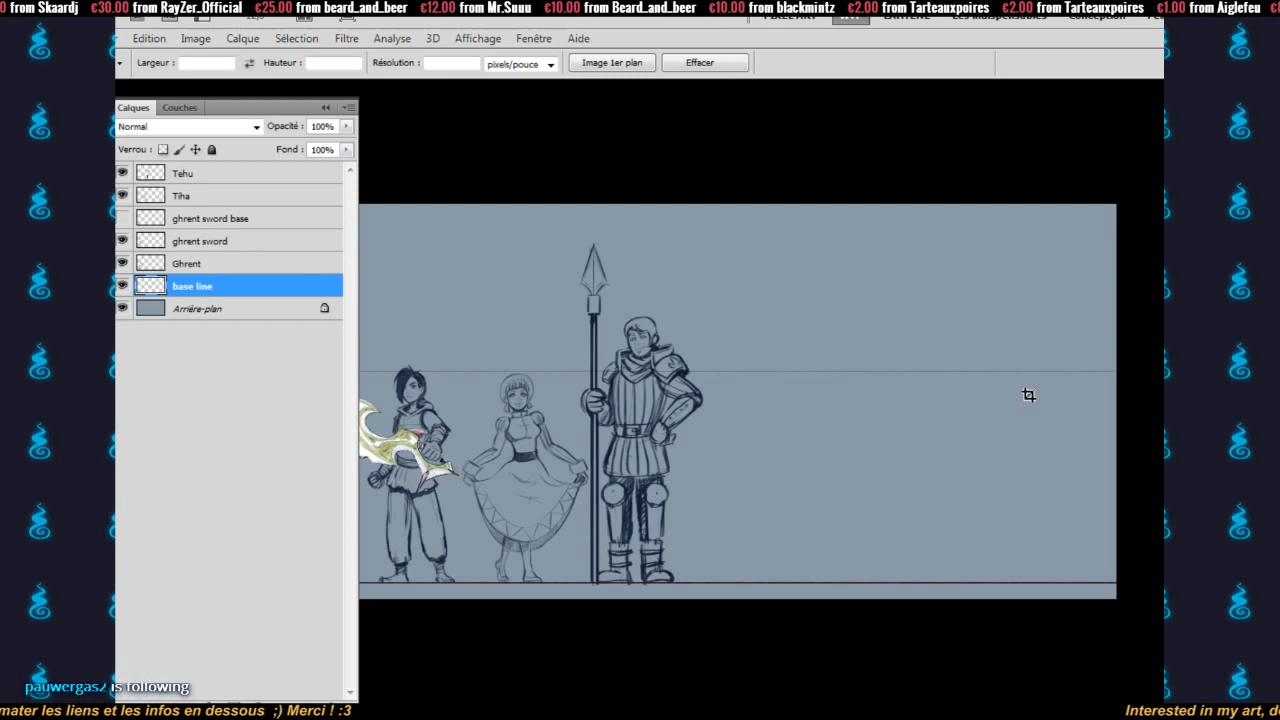 0 from Skaardj €30.00 from RayZer_Official €25.00 from beard_and_beer €12.00 from Mr.Suuu €10.00 from Beard_and_beer €10.00 from blackmintz €2.00 from Tarteauxpoires €2.00 from Tarteauxpoires €1.00 from Aiglefeu
Edition Image Calque Sélection Filtre Analyse 3D Affichage Fenêtre Aide
Largeur : Hauteur : Résolution : pixels/pouce Image 1er plan Effacer
Calques Couches
Normal Opacité : 100%
Verrou : Fond : 100%
Tehu
Tiha
ghrent sword base
ghrent sword
Ghrent
base line
Arrière-plan
pauwergas2 is following
mater les liens et les infos en dessous ;) Merci ! :3 Interested in my art, d